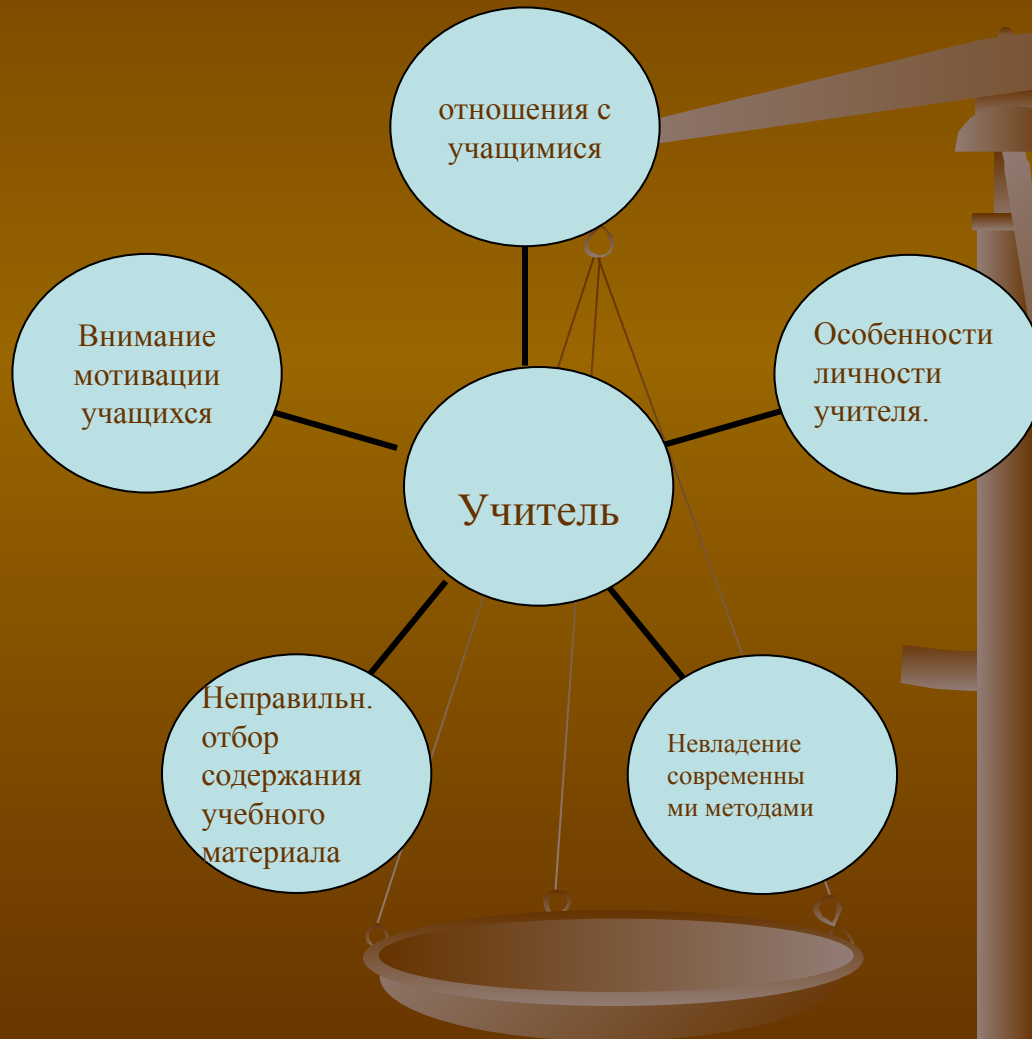 отношения с
учащимися
Внимание
мотивации
учащихся
Особенности
личности
учителя.
Учитель
Неправильн.
отбор
содержания
учебного
материала
Невладение
современны
ми методами